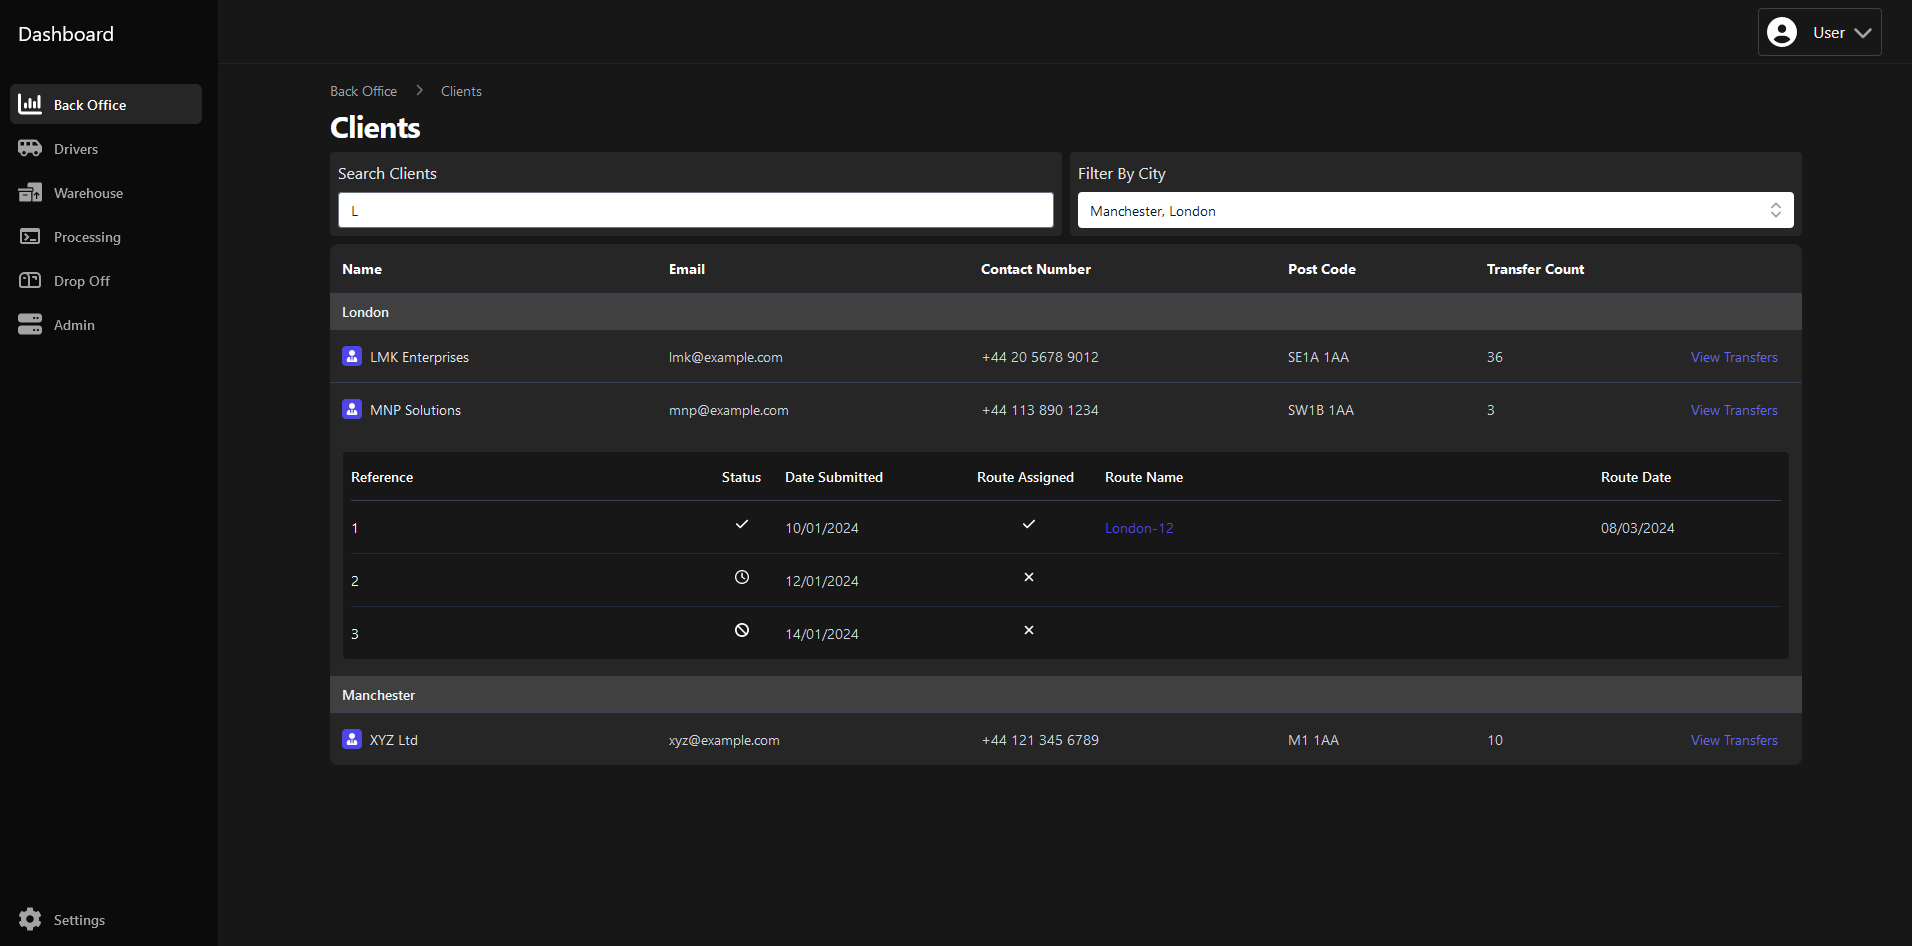 Dashboard
User
Back Office
Drivers
Warehouse
Processing
Drop Off
Admin
Settings
Back Office Clients
Clients
Search Clients Filter By City
L Manchester, London
Name Email Contact Number Post Code Transfer Count
London
LMK Enterprises lmk@example.com +44 20 5678 9012 SE1A 1AA 36 View Transfers
MNP Solutions mnp@example.com +44 113 890 1234 SW1B 1AA 3 View Transfers
Reference Status Date Submitted Route Assigned Route Name Route Date
1 10/01/2024 London-12 08/03/2024
2 12/01/2024
3 14/01/2024
Manchester
XYZ Ltd xyz@example.com +44 121 345 6789 M1 1AA 10 View Transfers